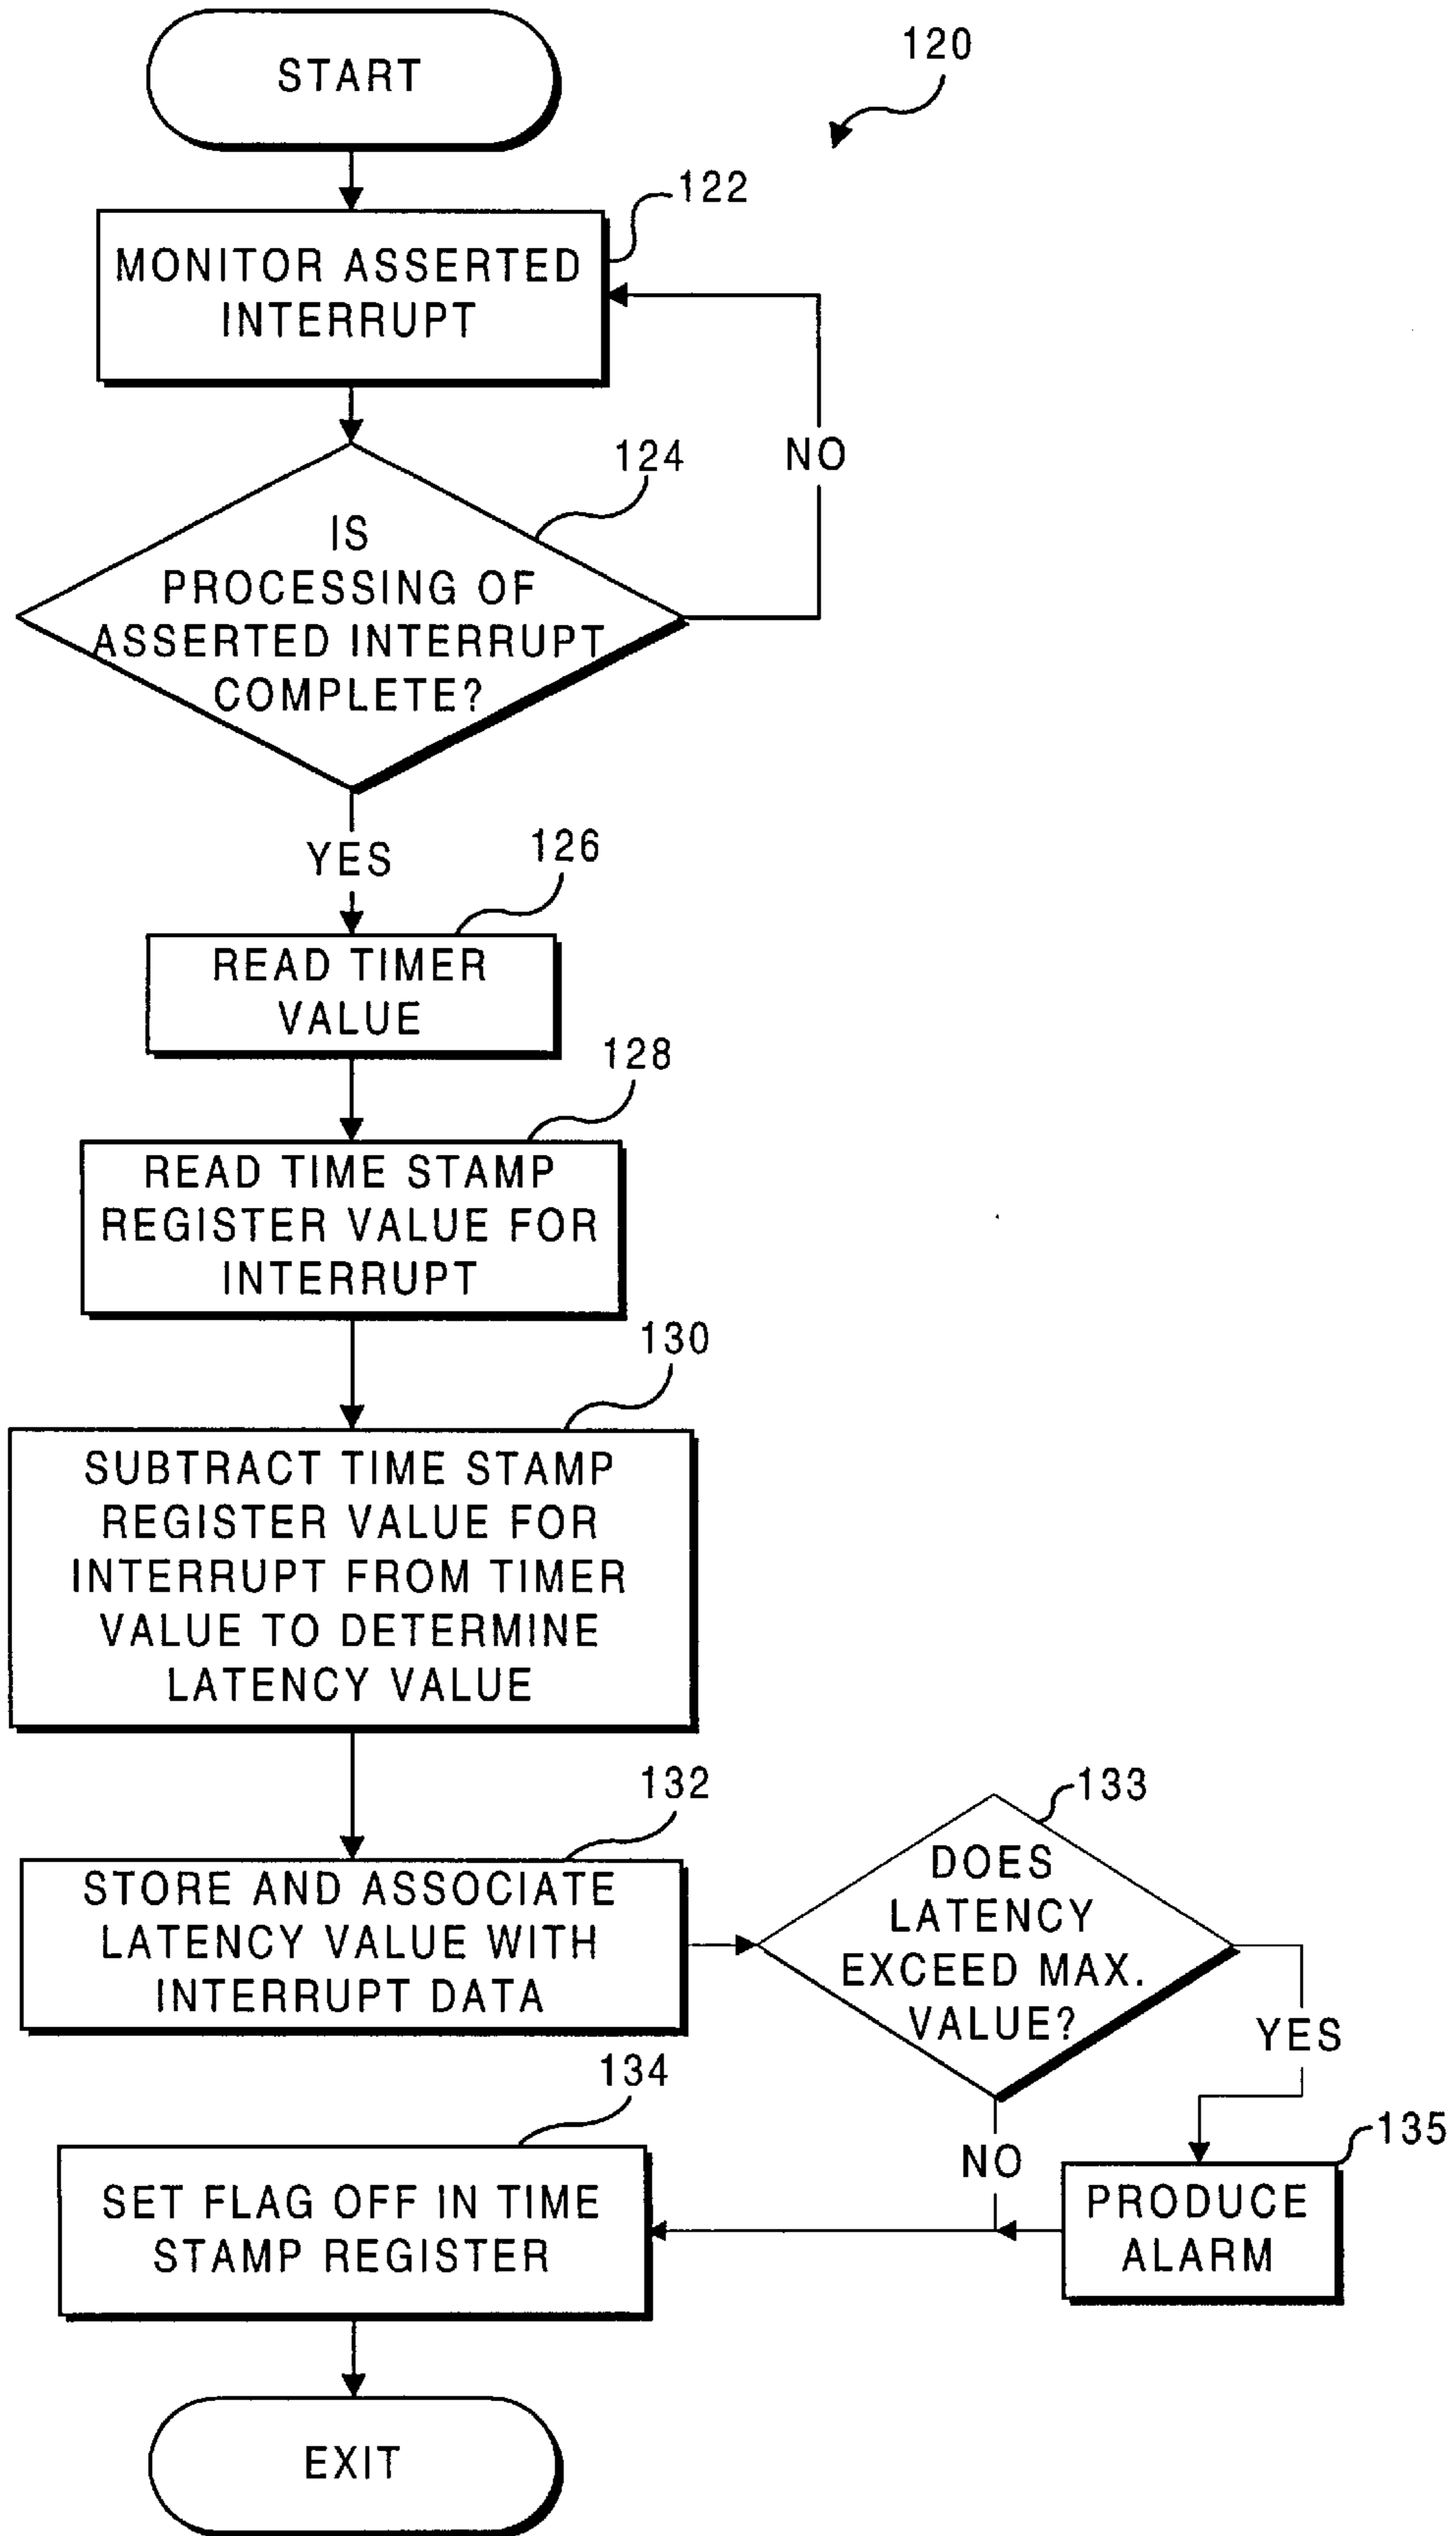 START
120
122
MONITOR ASSERTED
INTERRUPT
124
NO
IS
PROCESSING OF
ASSERTED INTERRUPT
COMPLETE?
YES
126
READ TIMER
VALUE
128
READ TIME STAMP
REGISTER VALUE FOR
INTERRUPT
130
SUBTRACT TIME STAMP
REGISTER VALUE FOR
INTERRUPT FROM TIMER
VALUE TO DETERMINE
LATENCY VALUE
132
STORE AND ASSOCIATE
LATENCY VALUE WITH
INTERRUPT DATA
133
DOES
LATENCY
EXCEED MAX.
VALUE?
YES
NO
135
PRODUCE
ALARM
134
SET FLAG OFF IN TIME
STAMP REGISTER
EXIT